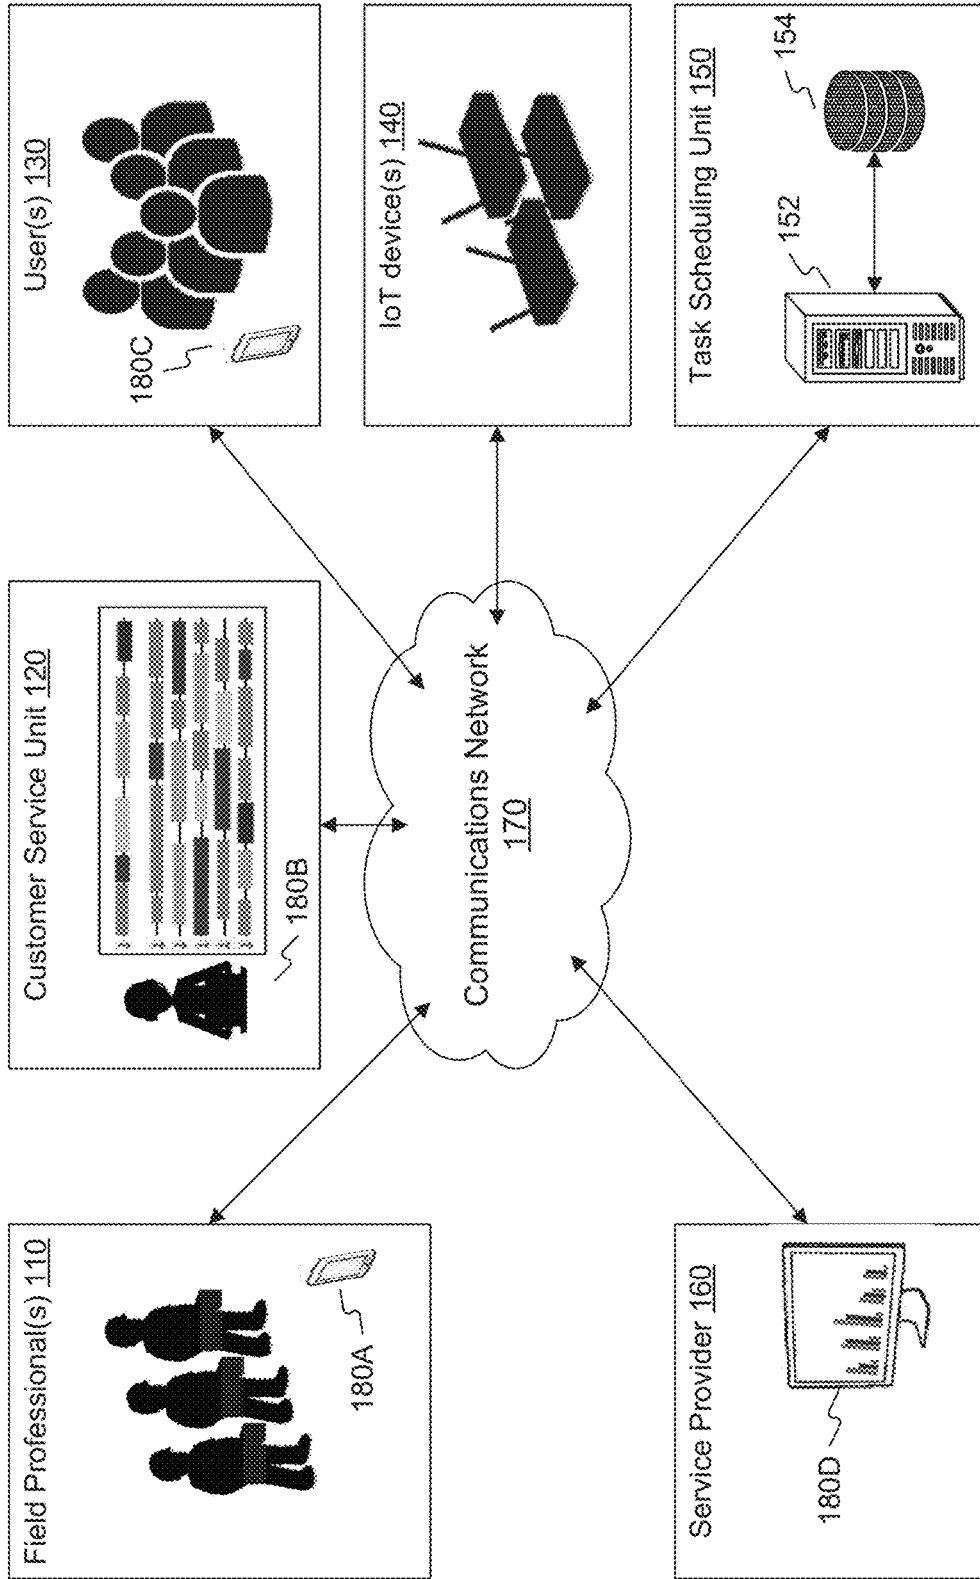 Field Professional(s) 110
180A
Customer Service Unit 120
180B
User(s) 130
180C
Communications Network
170
IoT device(s) 140
Service Provider 160
180D
Task Scheduling Unit 150
152
154